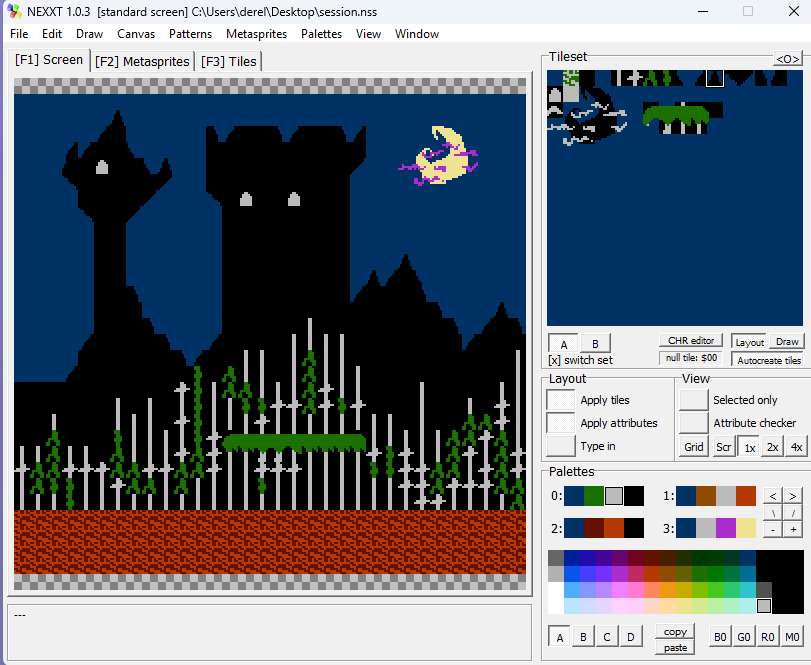 NEXXT 1.0.3 [standard screen] C:\Users\derel\Desktop\session.nss
File Edit Draw Canvas Patterns Metasprites Palettes View Window
[F1] Screen [F2] Metasprites [F3] Tiles
Tileset <O>
A B CHR editor Layout Draw
[x] switch set null tile: $00 Autocreate tiles
Layout View
Apply tiles Selected only
Apply attributes Attribute checker
Type in Grid Scr 1x 2x 4x
Palettes
0: 1: < >
\ /
2: 3: - +
A B C D copy B0 G0 R0 M0
paste
---